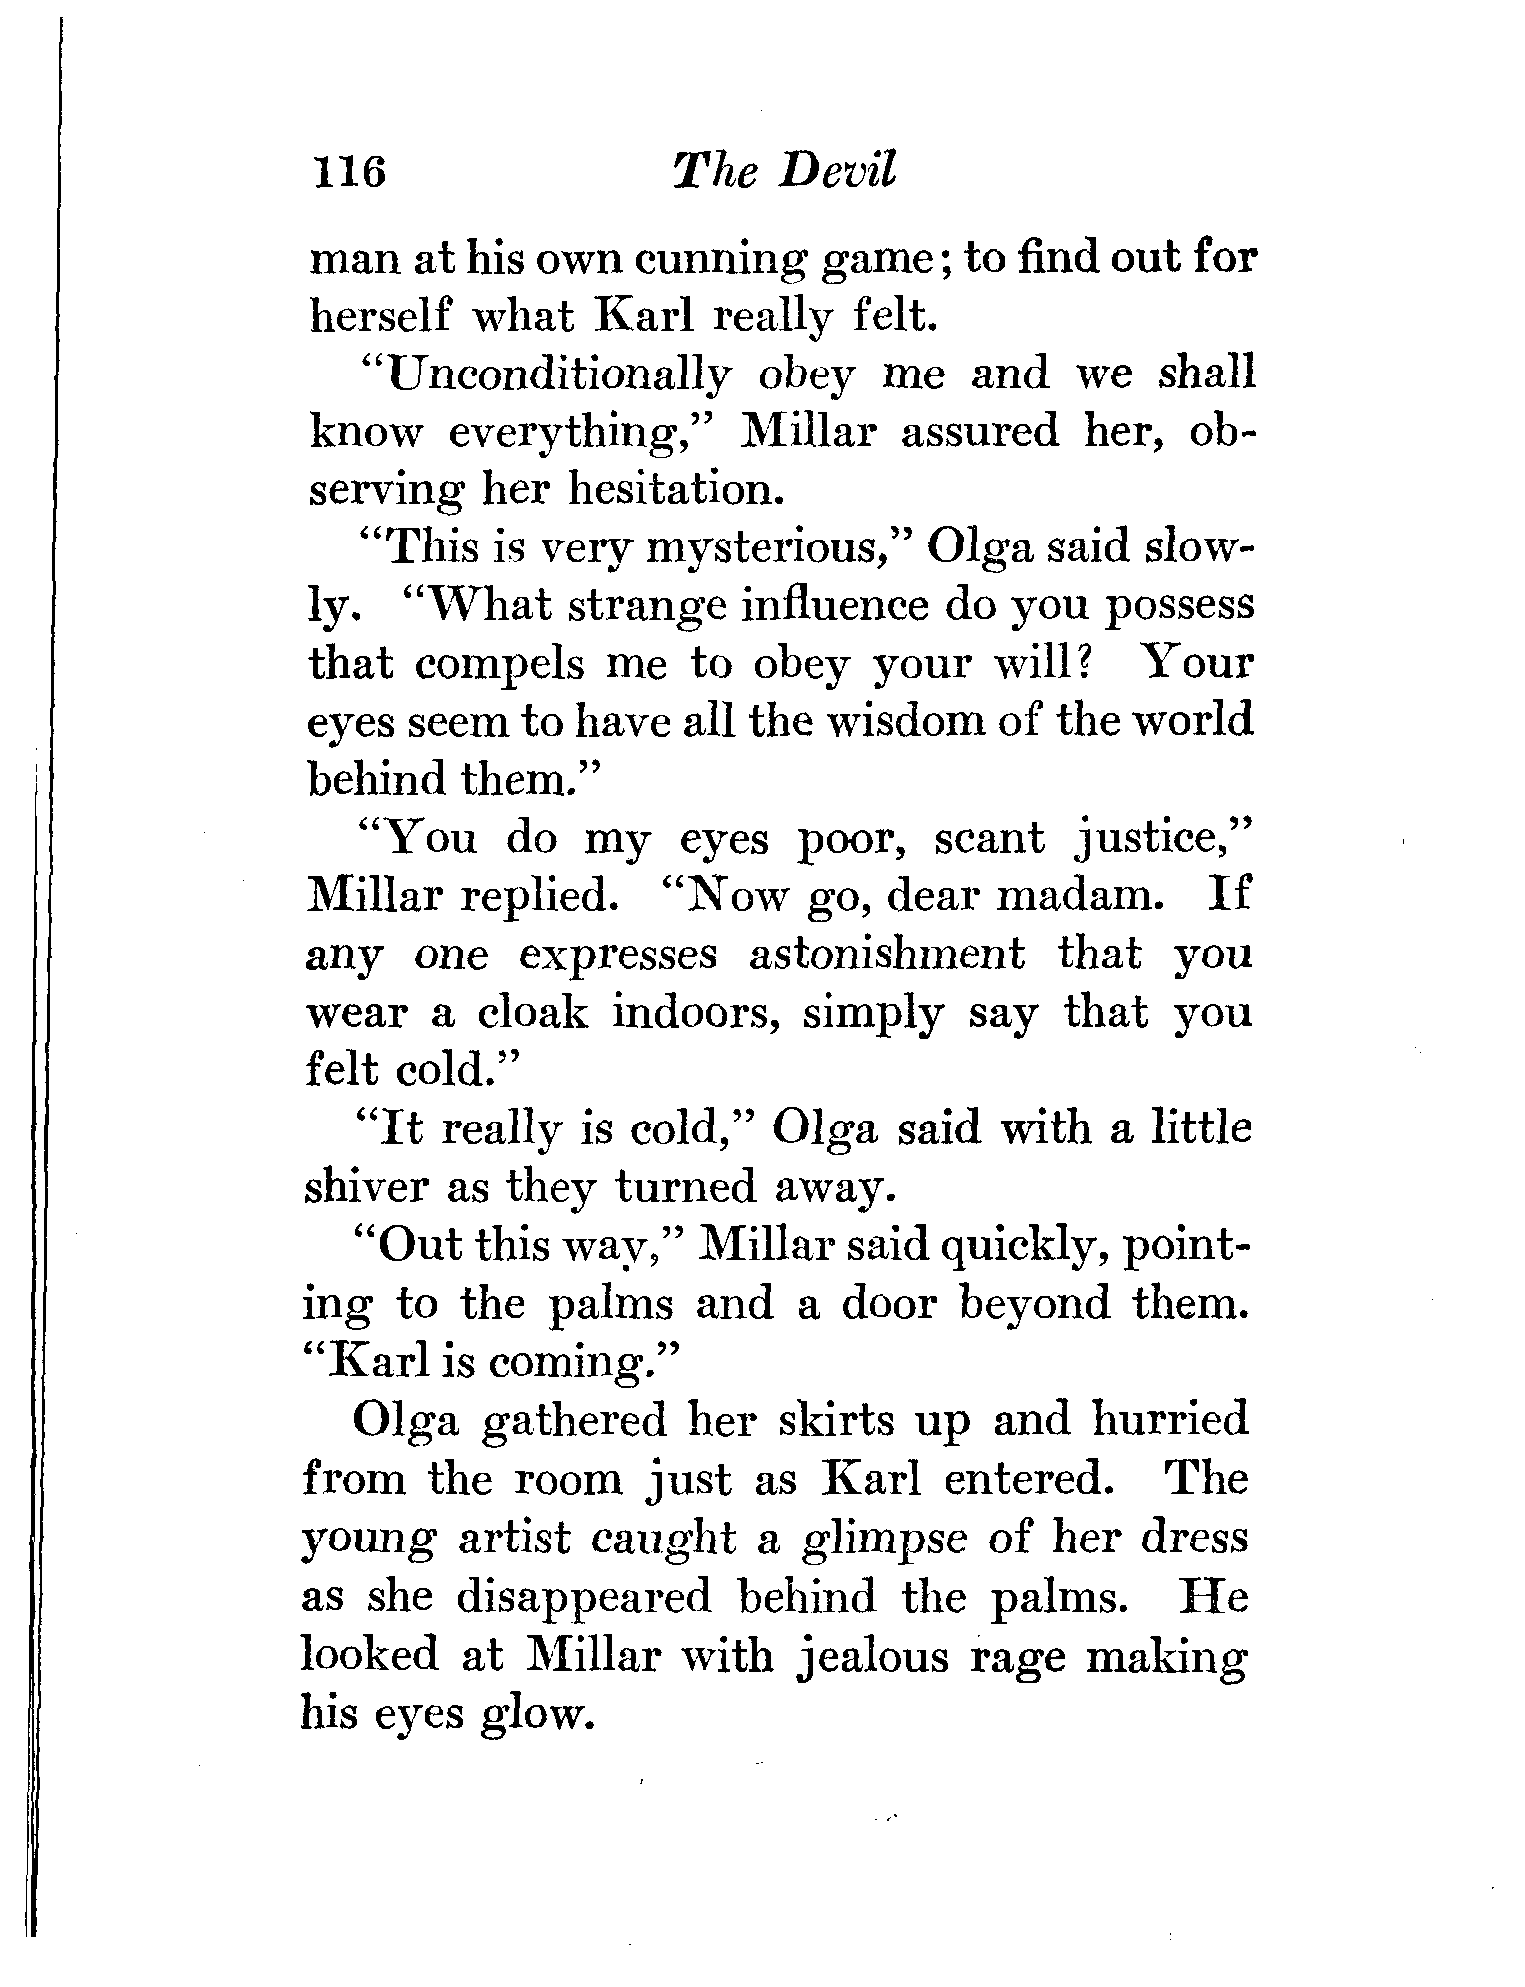 116 The Devil
man at his own cunning game; to find out for
herself what Karl really felt.
“Unconditionally obey me and we shall
know everything,” Millar assured her, ob-
serving her hesitation.
“This is very mysterious,” Olga said slow-
ly. “What strange influence do you possess
that compels me to obey your will? Your
eyes seem to have all the wisdom of the world
behind them.”
“You do my eyes poor, scant justice,”
Millar replied. “Now go, dear madam. If
any one expresses astonishment that you
wear a cloak indoors, simply say that you
felt cold.”
“It really is cold,” Olga said with a little
shiver as they turned away.
“Out this way,” Millar said quickly, point-
ing to the palms and a door beyond them.
“Karl is coming.”
Olga gathered her skirts up and hurried
from the room just as Karl entered. The
young artist caught a glimpse of her dress
as she disappeared behind the palms. He
looked at Millar with jealous rage making
his eyes glow.